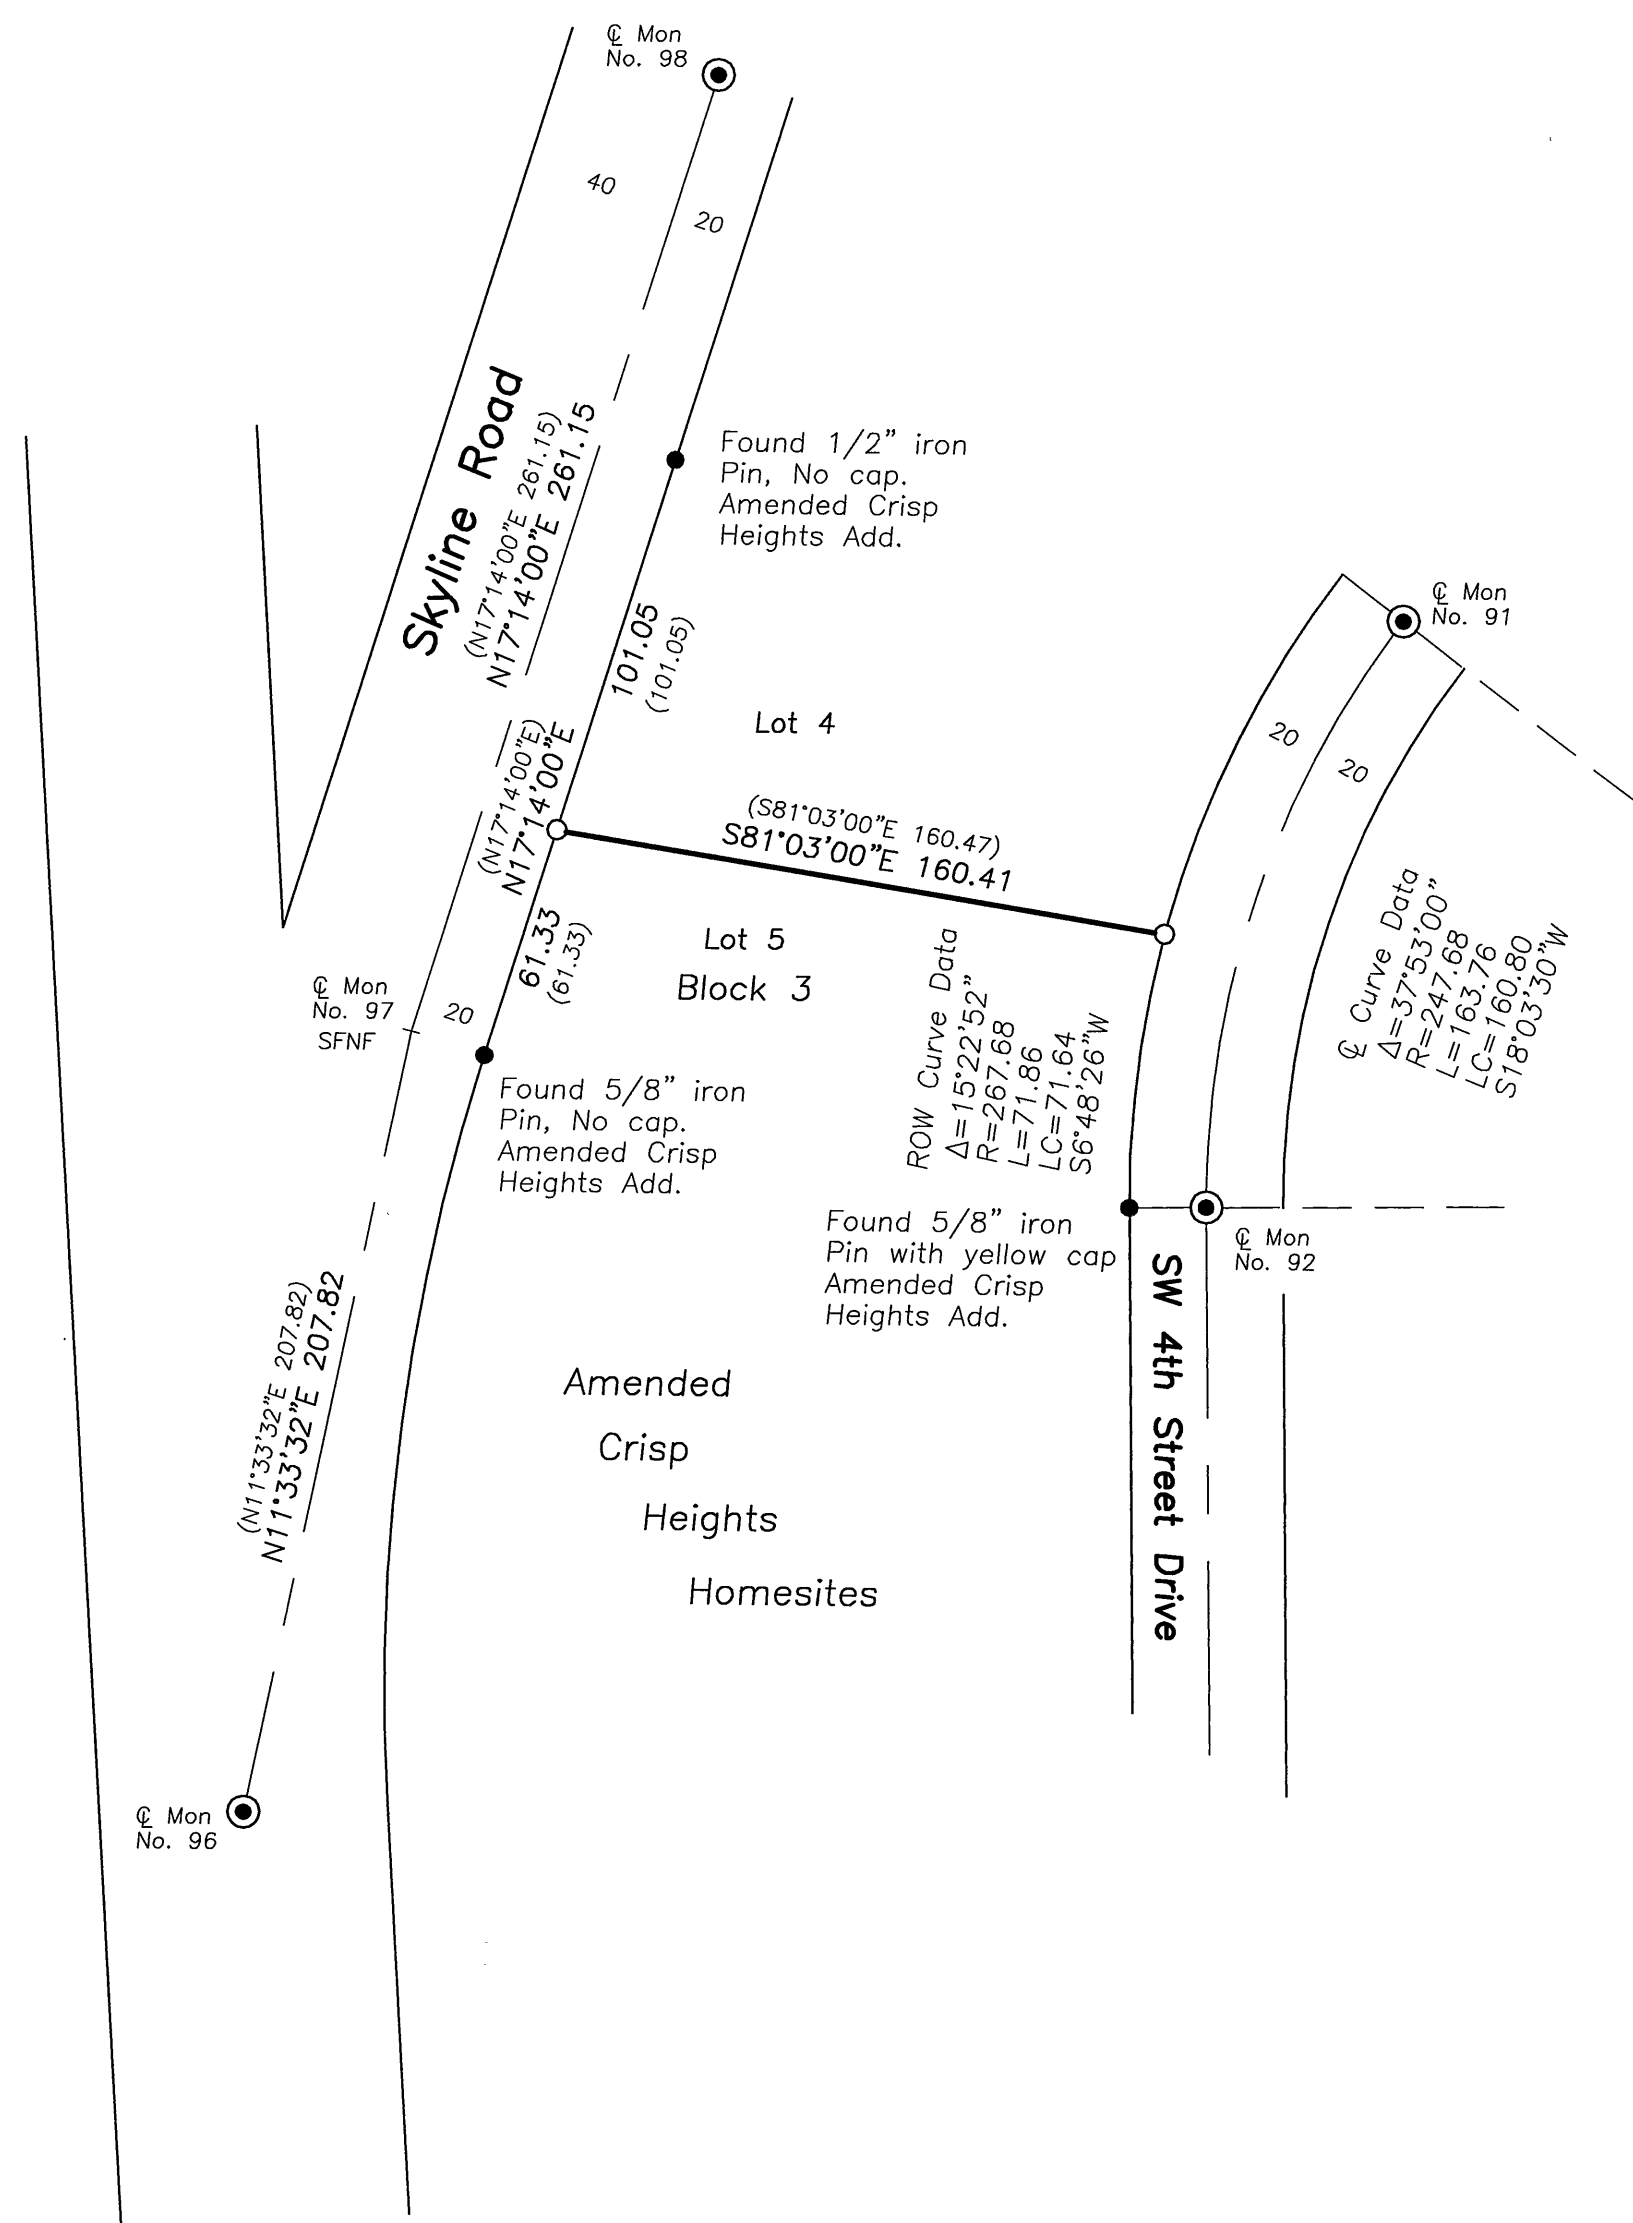 ℄ Mon
No. 98
40
20
Skyline Road
(N17°14'00"E 261.15)
N17°14'00"E 261.15
Found 1/2" iron
Pin, No cap.
Amended Crisp
Heights Add.
℄ Mon
No. 91
101.05
(101.05)
Lot 4
20
20
(N17°14'00"E)
N17°14'00"E
(S81°03'00"E 160.47)
S81°03'00"E 160.41
61.33
(61.33)
Lot 5
Block 3
℄ Mon
No. 97
SFNF
20
ROW Curve Data
Δ=15°22'52"
R=267.68
L=71.86
LC=71.64
S6°48'26"W
℄ Curve Data
Δ=37°53'00"
R=247.68
L=163.76
LC=160.80
S18°03'30"W
Found 5/8" iron
Pin, No cap.
Amended Crisp
Heights Add.
Found 5/8" iron
Pin with yellow cap
Amended Crisp
Heights Add.
℄ Mon
No. 92
SW 4th Street Drive
(N11°33'32"E 207.82)
N11°33'32"E 207.82
Amended
Crisp
Heights
Homesites
℄ Mon
No. 96